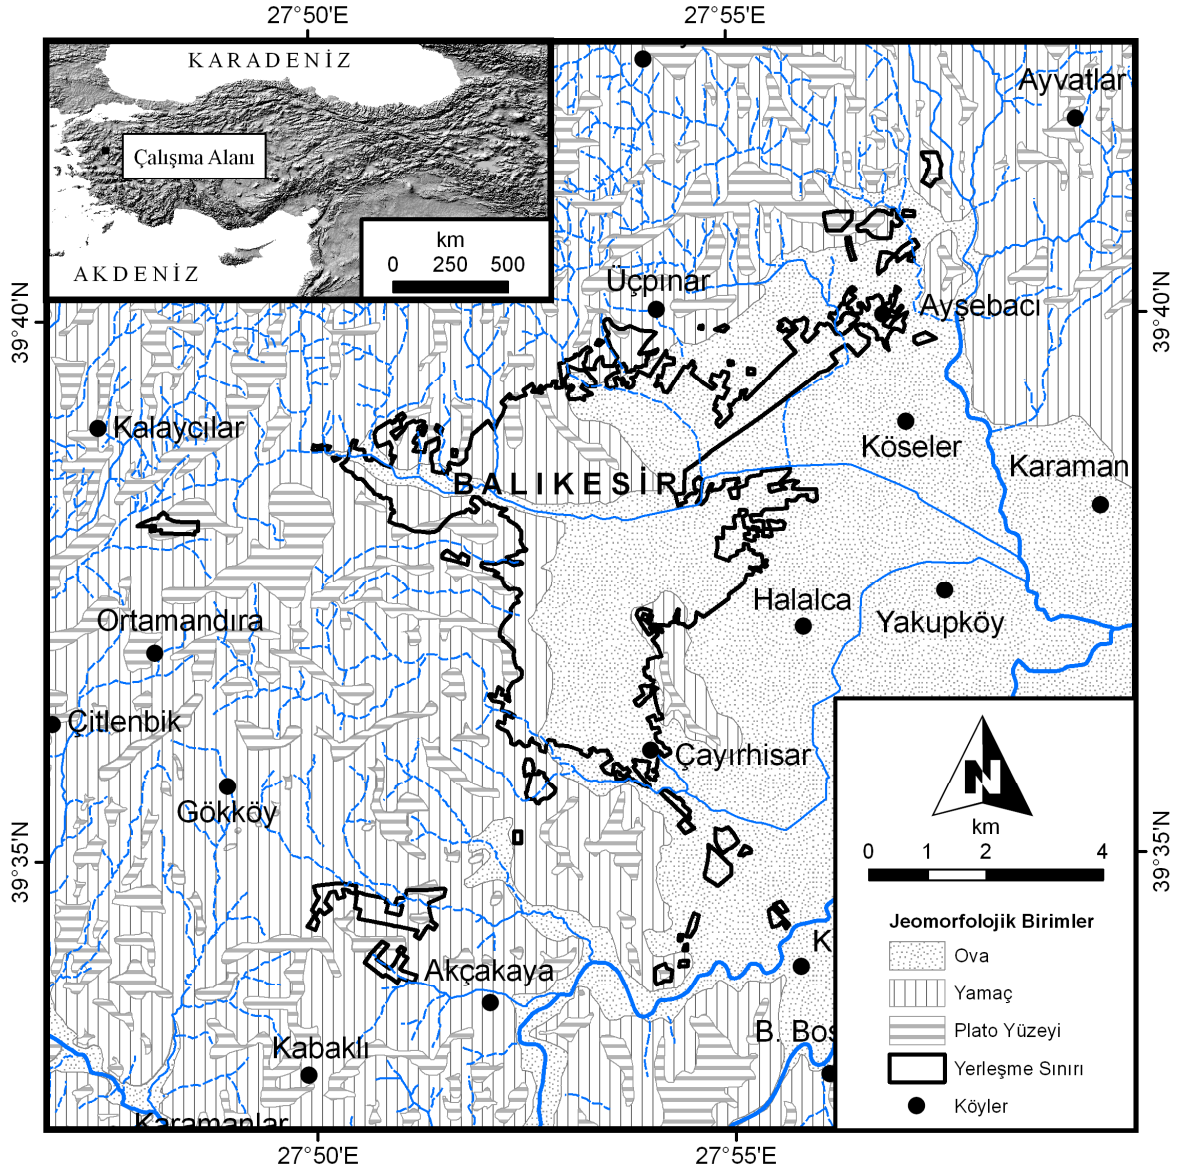 27°50'E
27°55'E
KARADENİZ
Çalışma Alanı
AKDENİZ
km
0 250 500
Ayvatlar
39°40'N
39°40'N
Üçpınar
Ayşebacı
Kalaycılar
Köseler
Karaman
BALIKESİR
Ortamandıra
Halalca
Yakupköy
Çitlenbik
Çayırhisar
Gökköy
N
km
0 1 2 4
39°35'N
39°35'N
Jeomorfolojik Birimler
Ova
Yamaç
Plato Yüzeyi
Yerleşme Sınırı
Köyler
Akçakaya
K
B. Bos
Kabaklı
Karamanlar
27°50'E
27°55'E